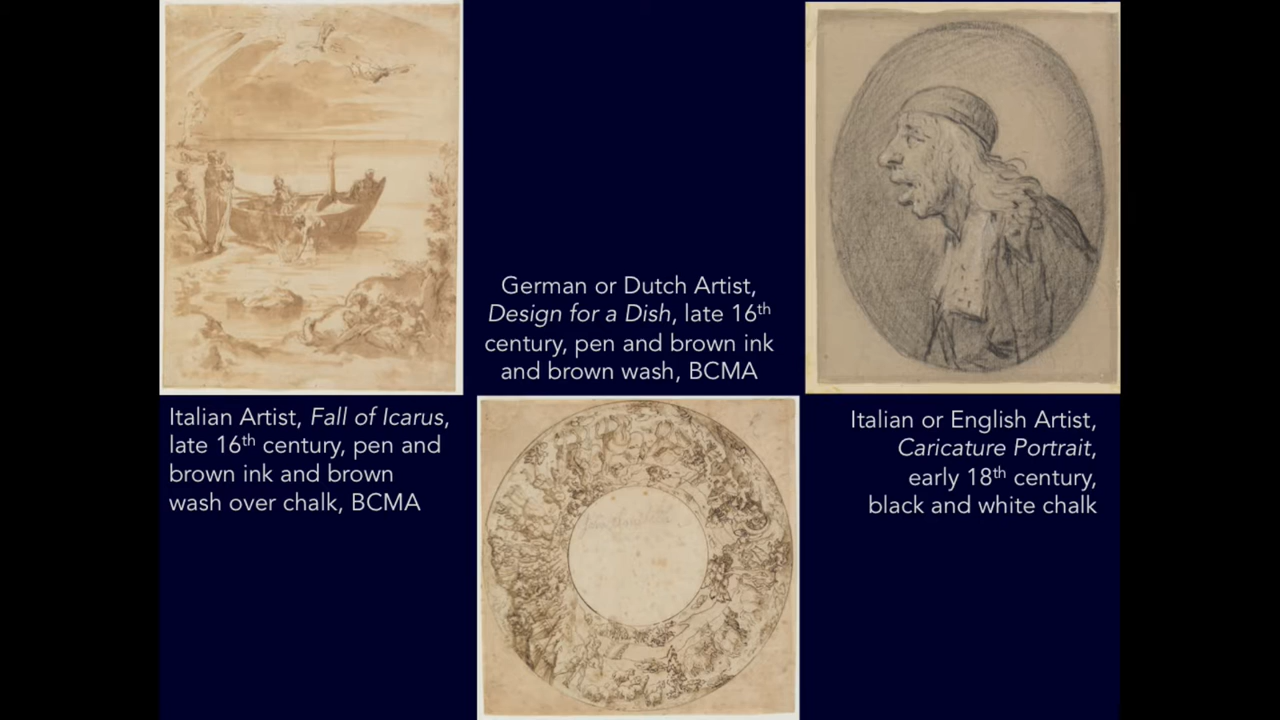 German or Dutch Artist,
Design for a Dish, late 16th
century, pen and brown ink
and brown wash, BCMA
Italian Artist, Fall of Icarus,
late 16th century, pen and
brown ink and brown
wash over chalk, BCMA
Italian or English Artist,
Caricature Portrait,
early 18th century,
black and white chalk